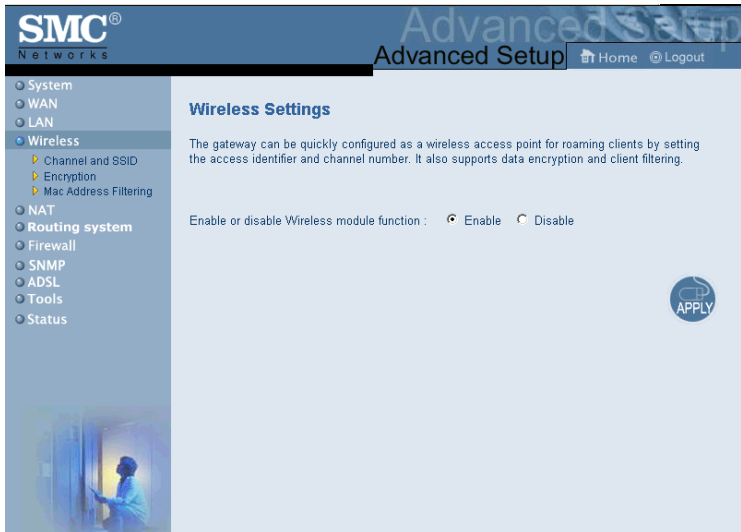 SMC®
Networks
Advanced Setup
Advanced Setup
Home Logout
System
WAN
LAN
Wireless
Channel and SSID
Encryption
Mac Address Filtering
NAT
Routing system
Firewall
SNMP
ADSL
Tools
Status
Wireless Settings
The gateway can be quickly configured as a wireless access point for roaming clients by setting
the access identifier and channel number. It also supports data encryption and client filtering.
Enable or disable Wireless module function : Enable Disable
APPLY